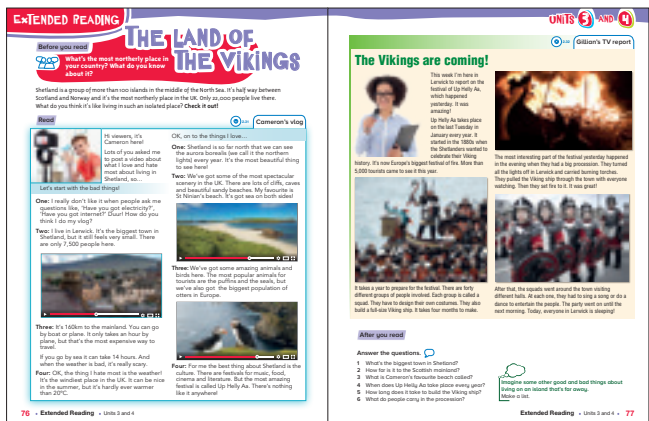 EXTENDED READING
THE LAND OF
THE VIKINGS
Before you read
What's the most northerly place in
your country? What do you know
about it?
Shetland is a group of more than 100 islands in the middle of the North Sea. It's half way between
Scotland and Norway and it's the most northerly place in the UK. Only 22,000 people live there.
What do you think it's like living in such an isolated place? Check it out!
Read
Cameron's vlog
Hi viewers, it's
Cameron here!
Lots of you asked me
to post a video about
what I love and hate
most about living in
Shetland, so…
Let's start with the bad things!
One: I really don't like it when people ask me
questions like, 'Have you got electricity?',
'Have you got internet?' Duur! How do you
think I do my vlog?
Two: I live in Lerwick. It's the biggest town in
Shetland, but it still feels very small. There
are only 7,500 people here.
Three: It's 160km to the mainland. You can go
by boat or plane. It only takes an hour by
plane, but that's the most expensive way to
travel.
If you go by sea it can take 14 hours. And
when the weather is bad, it's really scary.
Four: OK, the thing I hate most is the weather!
It's the windiest place in the UK. It can be nice
in the summer, but it's hardly ever warmer
than 20ºC.
OK, on to the things I love…
One: Shetland is so far north that we can see
the aurora borealis (we call it the northern
lights) every year. It's the most beautiful thing
to see here!
Two: We've got some of the most spectacular
scenery in the UK. There are lots of cliffs, caves
and beautiful sandy beaches. My favourite is
St Ninian's beach. It's got sea on both sides!
Three: We've got some amazing animals and
birds here. The most popular animals for
tourists are the puffins and the seals, but
we've also got the biggest population of
otters in Europe.
Four: For me the best thing about Shetland is the
culture. There are festivals for music, food,
cinema and literature. But the most amazing
festival is called Up Helly Aa. There's nothing
like it anywhere!
76 • Extended Reading • Units 3 and 4
UNITS 3 AND 4
Gillian's TV report
The Vikings are coming!
This week I'm here in
Lerwick to report on the
festival of Up Helly Aa,
which happened
yesterday. It was
amazing!
Up Helly Aa takes place
on the last Tuesday in
January every year. It
started in the 1880s when
the Shetlanders wanted to
celebrate their Viking
history. It's now Europe's biggest festival of fire. More than
5,000 tourists came to see it this year.
The most interesting part of the festival yesterday happened
in the evening when they had a big procession. They turned
all the lights off in Lerwick and carried burning torches.
They pulled the Viking ship through the town with everyone
watching. Then they set fire to it. It was great!
It takes a year to prepare for the festival. There are forty
different groups of people involved. Each group is called a
squad. They have to design their own costumes. They also
build a full-size Viking ship. It takes four months to make.
After that, the squads went around the town visiting
different halls. At each one, they had to sing a song or do a
dance to entertain the people. The party went on until the
next morning. Today, everyone in Lerwick is sleeping!
After you read
Answer the questions.
1 What's the biggest town in Shetland?
2 How far is it to the Scottish mainland?
3 What is Cameron's favourite beach called?
4 When does Up Helly Aa take place every year?
5 How long does it take to build the Viking ship?
6 What do people carry in the procession?
Imagine some other good and bad things about
living on an island that's far away.
Make a list.
Extended Reading • Units 3 and 4 • 77